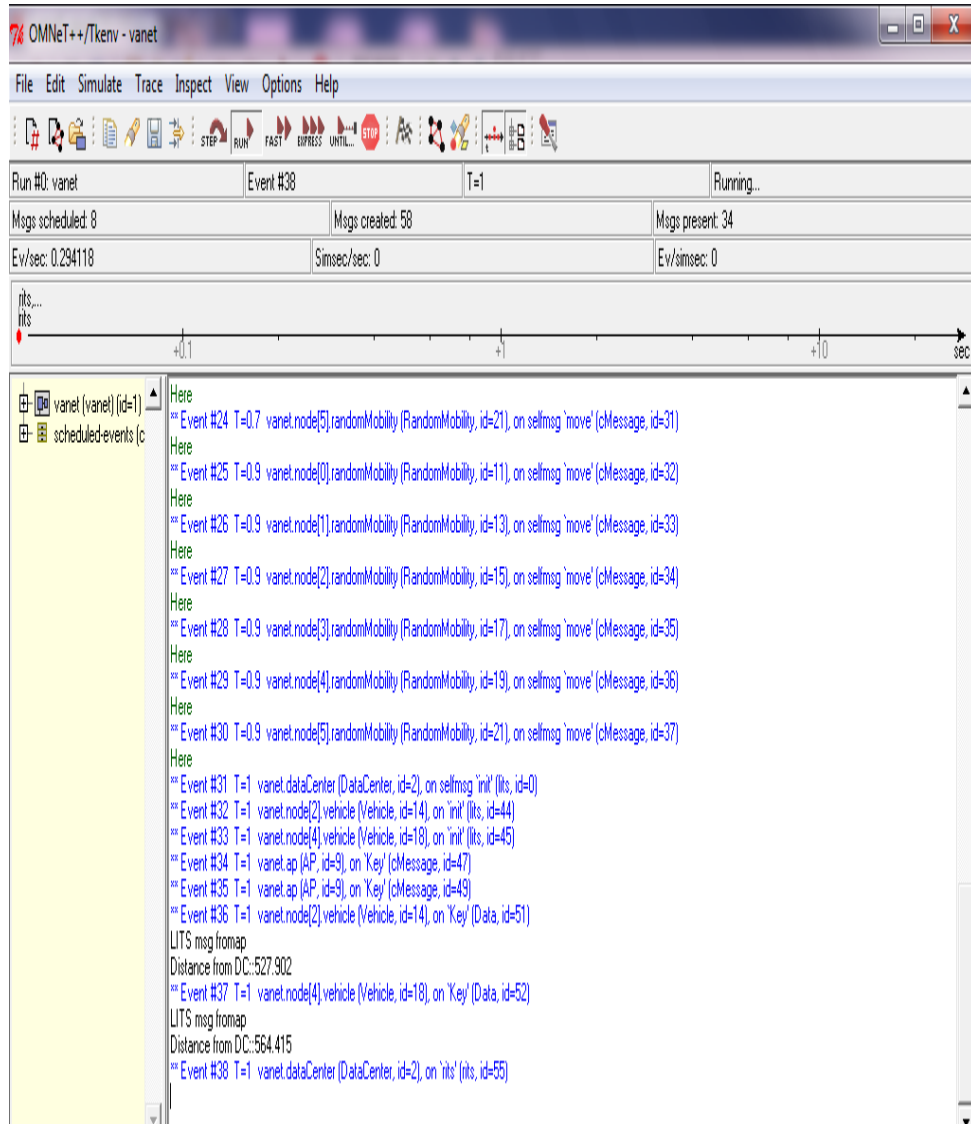 OMNeT++/Tkenv - vanet
File Edit Simulate Trace Inspect View Options Help
STEP RUN FAST EXPRESS UNTIL... STOP
Run #0: vanet Event #38 T=1 Running...
Msgs scheduled: 8 Msgs created: 58 Msgs present: 34
Ev/sec: 0.294118 Simsec/sec: 0 Ev/simsec: 0
rits,...
rits
+0.1 +1 +10 sec
vanet (vanet) (id=1)
scheduled-events (c
Here
** Event #24 T=0.7 vanet.node[5].randomMobility (RandomMobility, id=21), on selfmsg `move' (cMessage, id=31)
Here
** Event #25 T=0.9 vanet.node[0].randomMobility (RandomMobility, id=11), on selfmsg `move' (cMessage, id=32)
Here
** Event #26 T=0.9 vanet.node[1].randomMobility (RandomMobility, id=13), on selfmsg `move' (cMessage, id=33)
Here
** Event #27 T=0.9 vanet.node[2].randomMobility (RandomMobility, id=15), on selfmsg `move' (cMessage, id=34)
Here
** Event #28 T=0.9 vanet.node[3].randomMobility (RandomMobility, id=17), on selfmsg `move' (cMessage, id=35)
Here
** Event #29 T=0.9 vanet.node[4].randomMobility (RandomMobility, id=19), on selfmsg `move' (cMessage, id=36)
Here
** Event #30 T=0.9 vanet.node[5].randomMobility (RandomMobility, id=21), on selfmsg `move' (cMessage, id=37)
Here
** Event #31 T=1 vanet.dataCenter (DataCenter, id=2), on selfmsg `init' (lits, id=0)
** Event #32 T=1 vanet.node[2].vehicle (Vehicle, id=14), on `init' (lits, id=44)
** Event #33 T=1 vanet.node[4].vehicle (Vehicle, id=18), on `init' (lits, id=45)
** Event #34 T=1 vanet.ap (AP, id=9), on `Key' (cMessage, id=47)
** Event #35 T=1 vanet.ap (AP, id=9), on `Key' (cMessage, id=49)
** Event #36 T=1 vanet.node[2].vehicle (Vehicle, id=14), on `Key' (Data, id=51)
LITS msg fromap
Distance from DC::527.902
** Event #37 T=1 vanet.node[4].vehicle (Vehicle, id=18), on `Key' (Data, id=52)
LITS msg fromap
Distance from DC::564.415
** Event #38 T=1 vanet.dataCenter (DataCenter, id=2), on `rits' (rits, id=55)